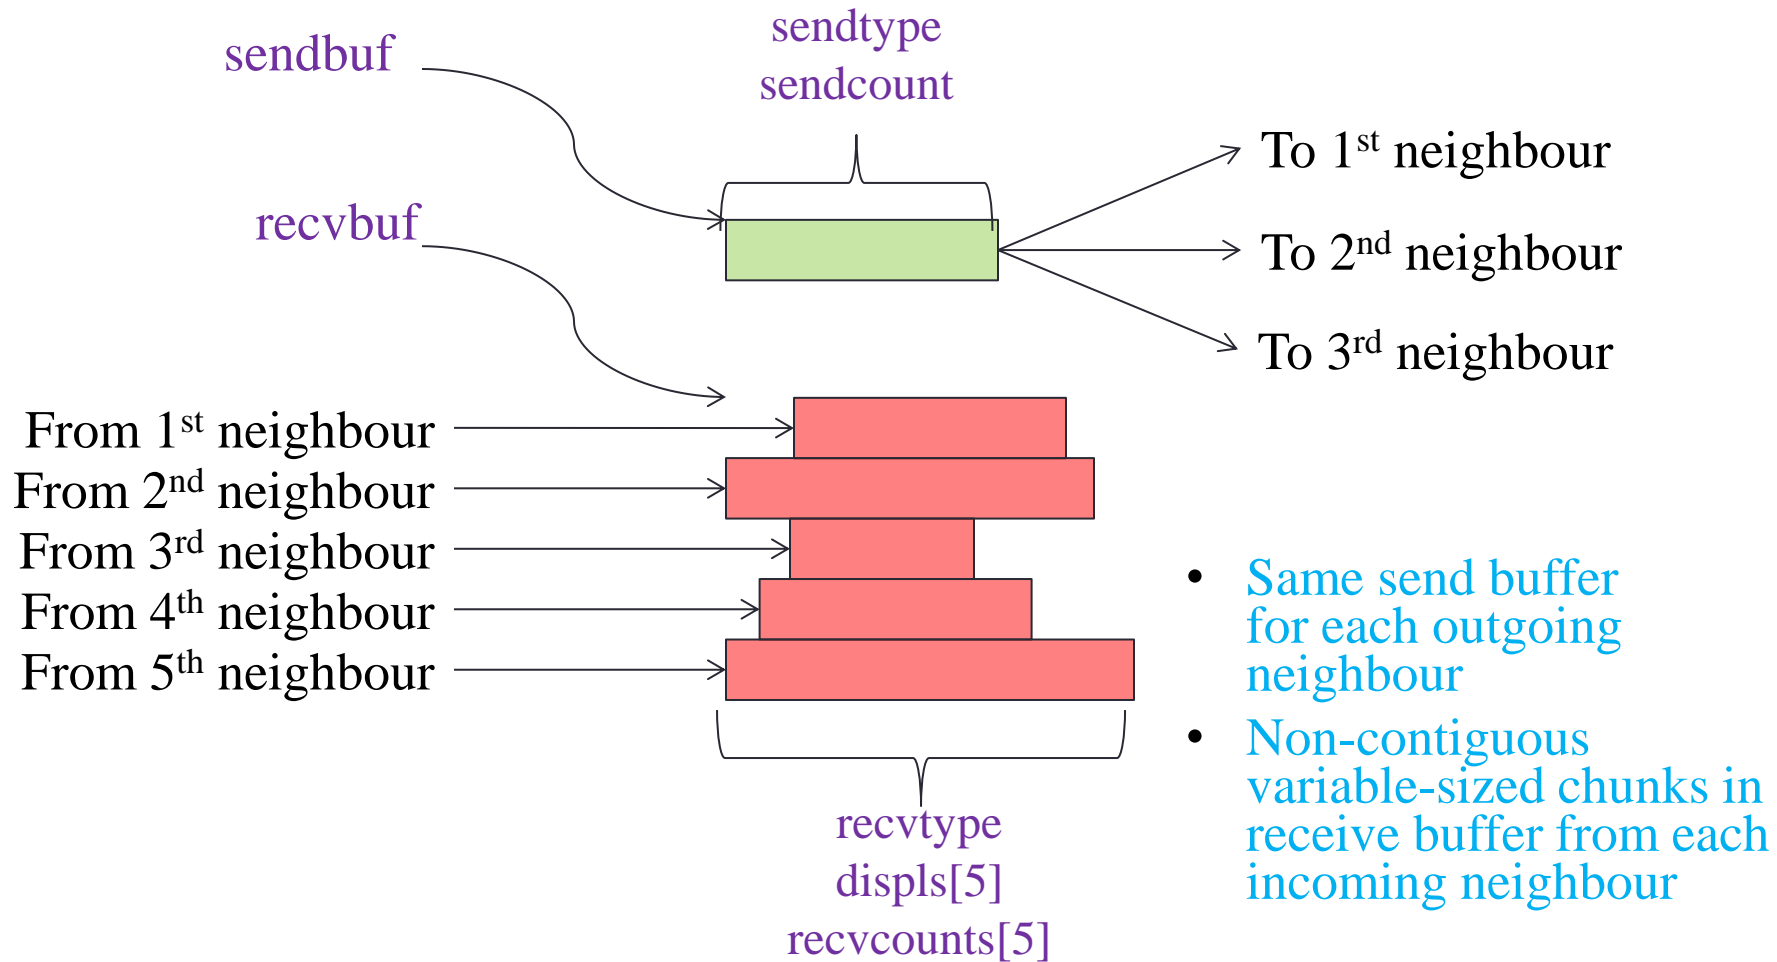 sendbuf
sendtype
sendcount
recvbuf
To 1st neighbour
To 2nd neighbour
To 3rd neighbour
From 1st neighbour
From 2nd neighbour
From 3rd neighbour
From 4th neighbour
From 5th neighbour
recvtype
displs[5]
recvcounts[5]
• Same send buffer
for each outgoing
neighbour
• Non-contiguous
variable-sized chunks in
receive buffer from each
incoming neighbour